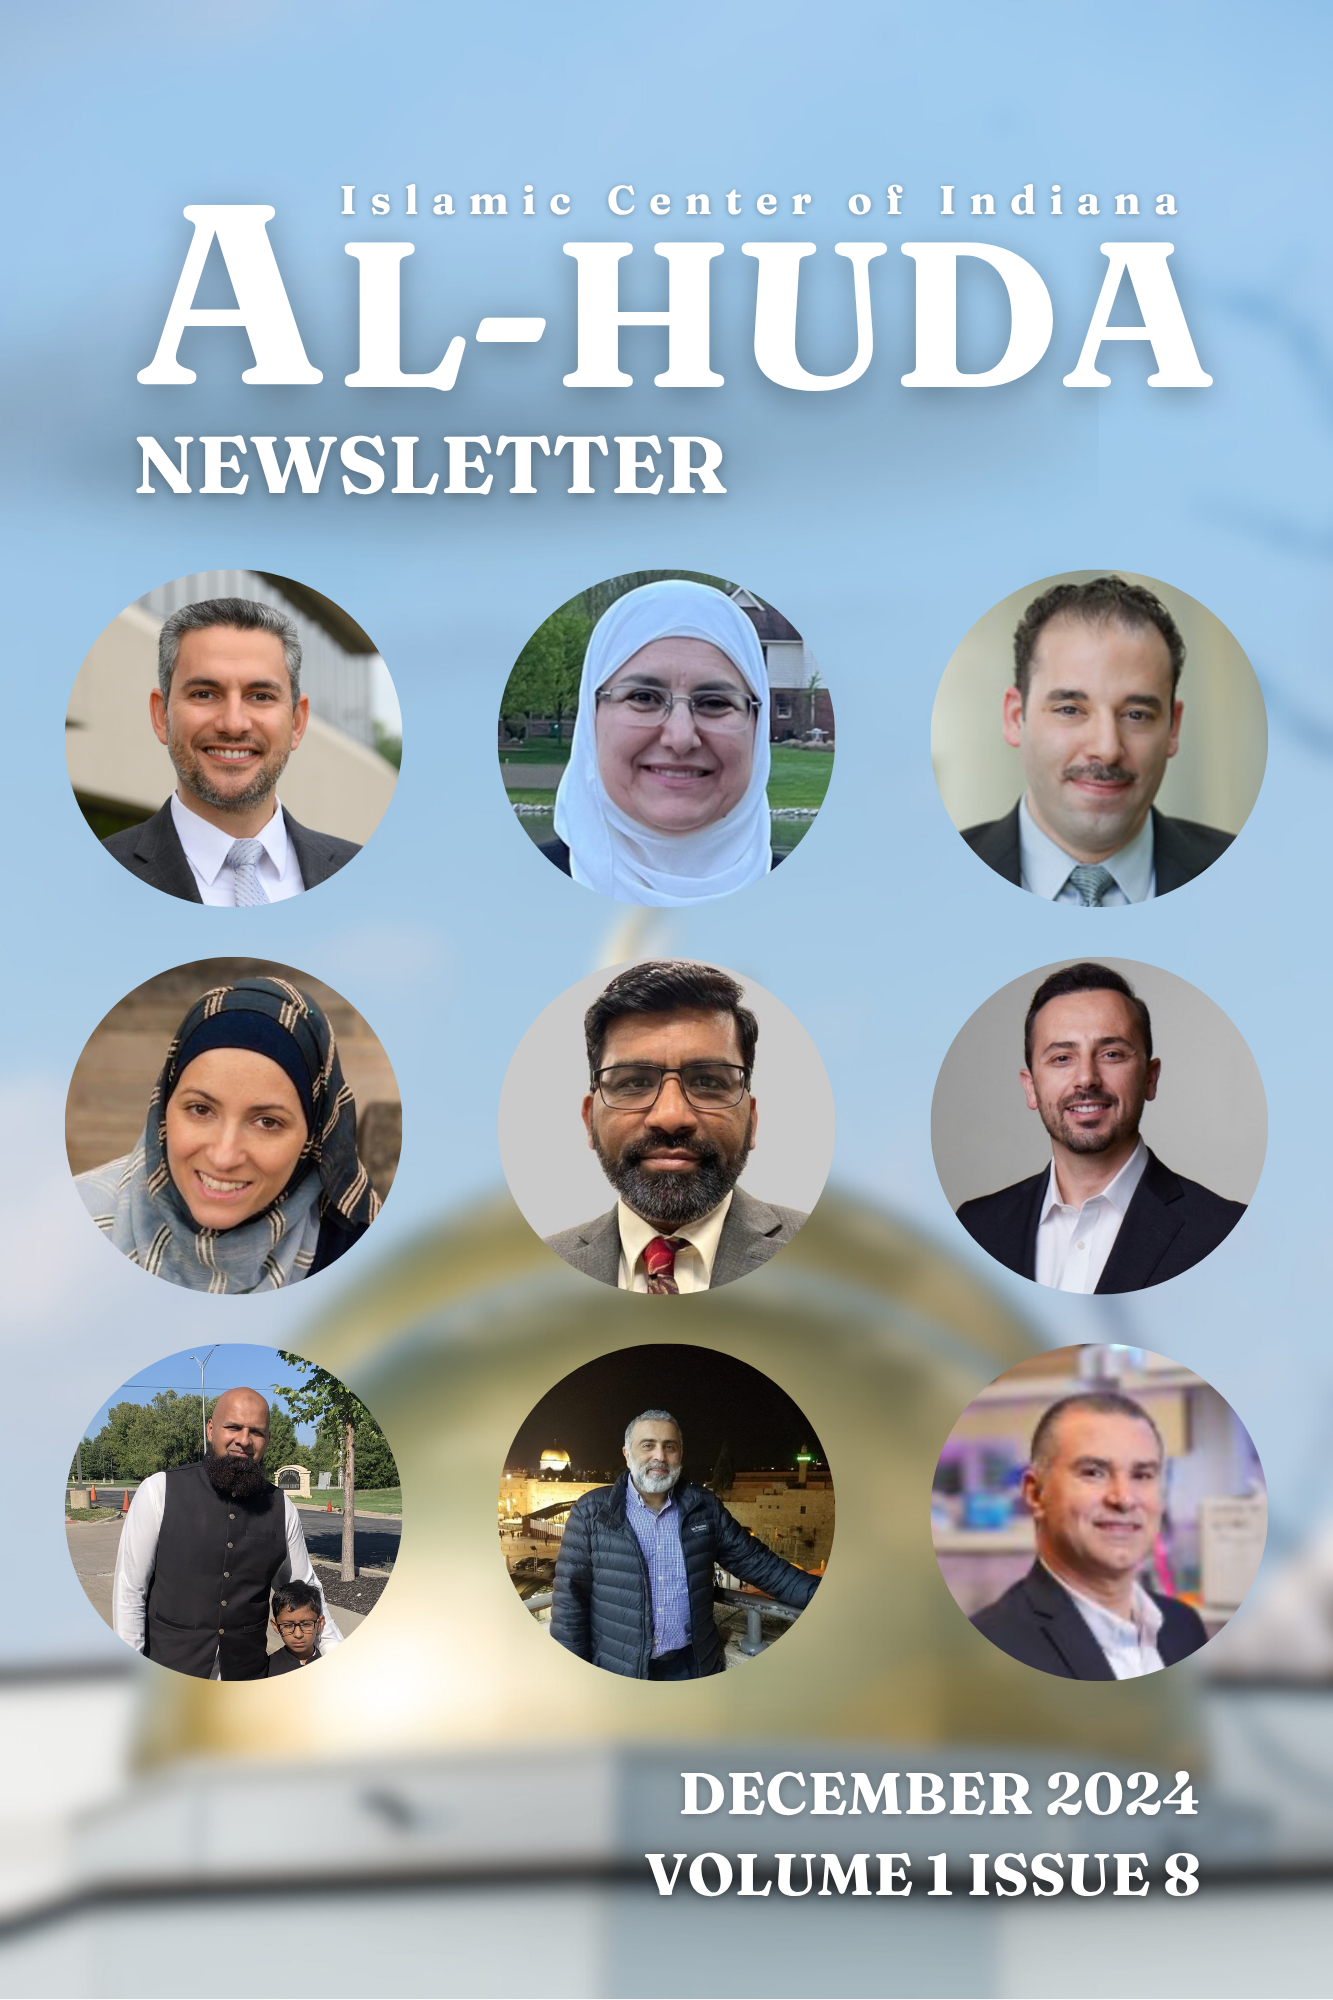 Islamic Center of Indiana
AL-HUDA
NEWSLETTER
DECEMBER 2024
VOLUME 1 ISSUE 8